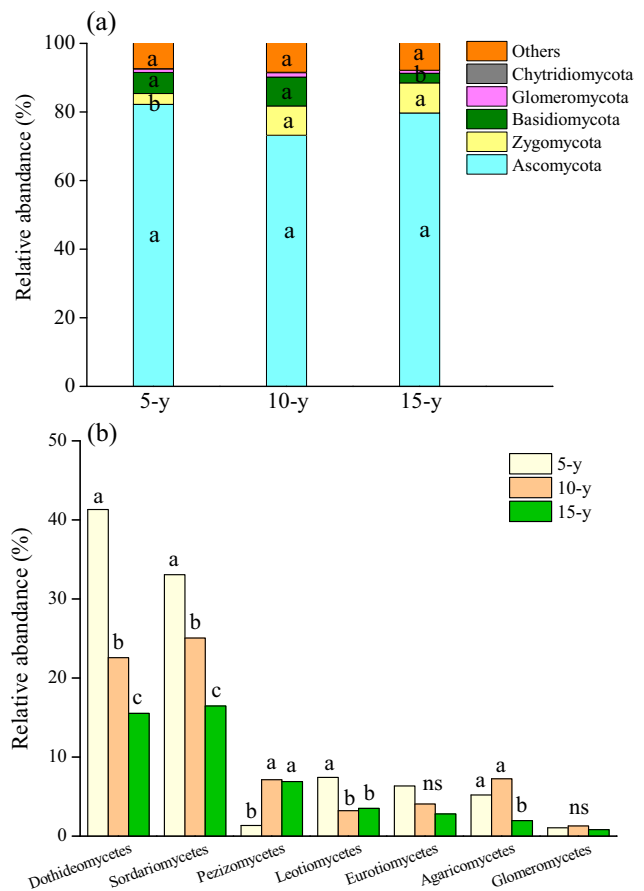 (a)
100
80
60
40
20
0
Relative abandance (%)
a a a
a a b
b a a
a a a
Others
Chytridiomycota
Glomeromycota
Basidiomycota
Zygomycota
Ascomycota
5-y 10-y 15-y
(b)
50
40
30
20
10
0
Relative abandance (%)
5-y
10-y
15-y
a b c
a b c
b a a
a b b
ns
a a b
ns
Dothideomycetes
Sordariomycetes
Pezizomycetes
Leotiomycetes
Eurotiomycetes
Agaricomycetes
Glomeromycetes